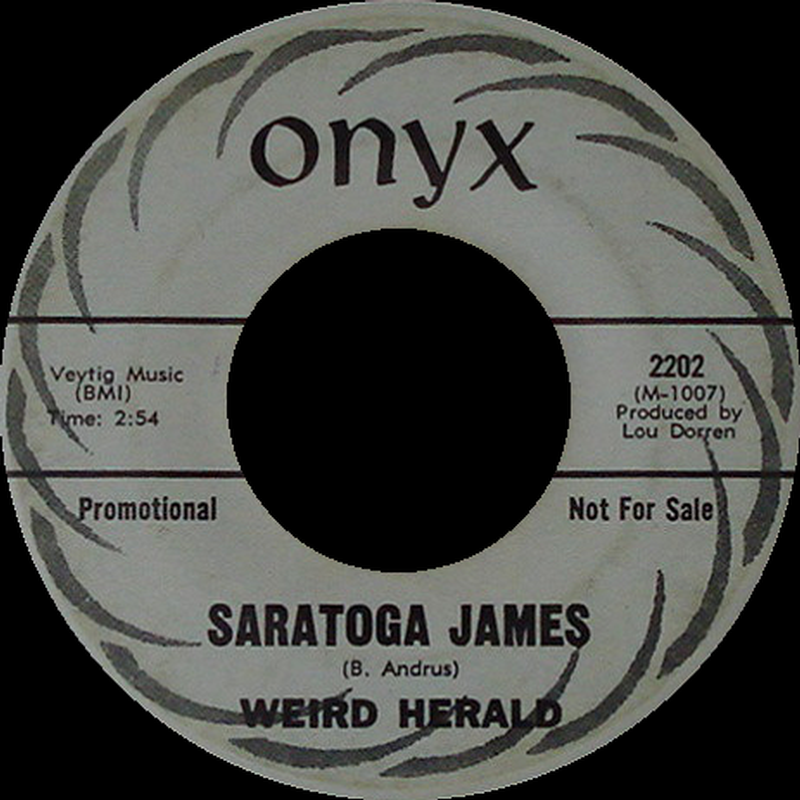 onyx
Veytig Music
(BMI)
Time: 2:54
2202
(M-1007)
Produced by
Lou Dorren
Promotional
Not For Sale
SARATOGA JAMES
(B. Andrus)
WEIRD HERALD